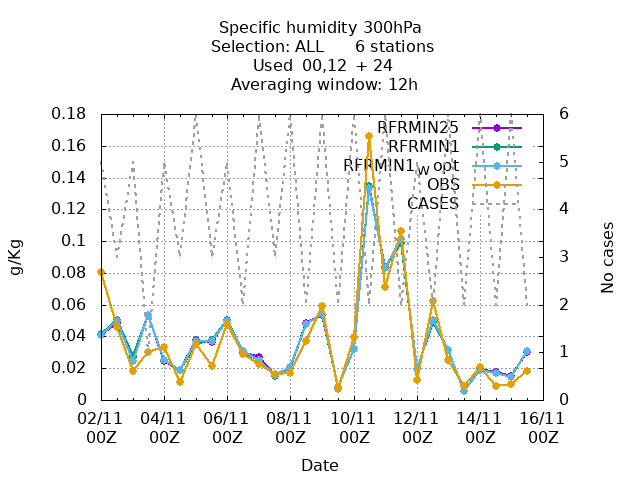 Specific humidity 300hPa
Selection: ALL 6 stations
Used 00,12 + 24
Averaging window: 12h
RFRMIN25
RFRMIN1
RFRMIN1_w opt
OBS
CASES
g/Kg
0.18
0.16
0.14
0.12
0.1
0.08
0.06
0.04
0.02
0
6
5
4
3
2
1
0
No cases
02/11 04/11 06/11 08/11 10/11 12/11 14/11 16/11
00Z 00Z 00Z 00Z 00Z 00Z 00Z 00Z
Date